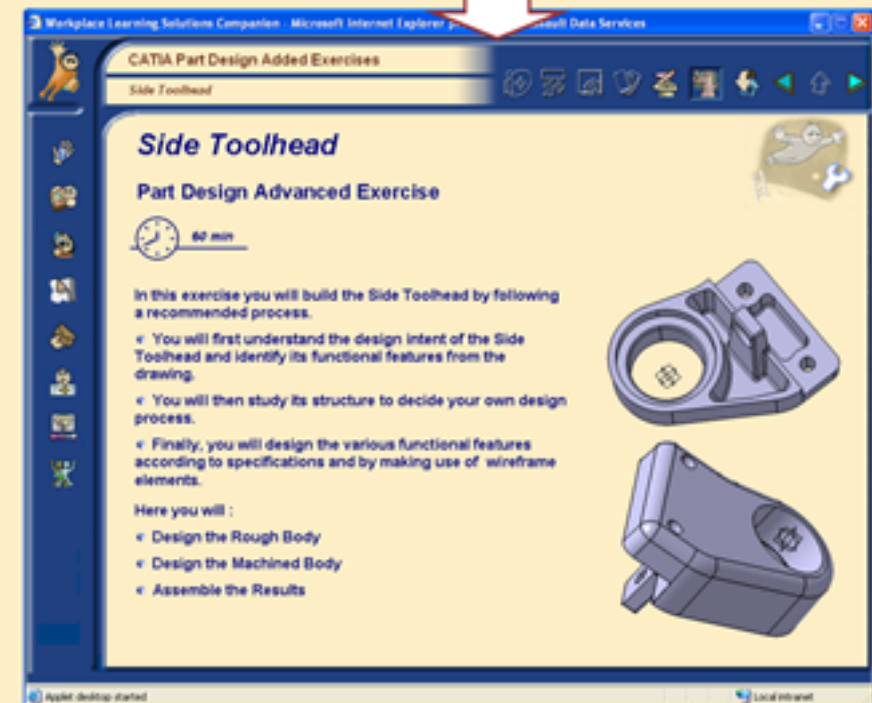 Workplace Learning Solutions Companion - Microsoft Internet Explorer Data Services
CATIA Part Design Added Exercises
Side Toolhead
Side Toolhead
Part Design Advanced Exercise
60 min
In this exercise you will build the Side Toolhead by following
a recommended process.
You will first understand the design intent of the Side
Toolhead and identify its functional features from the
drawing.
You will then study its structure to decide your own design
process.
Finally, you will design the various functional features
according to specifications and by making use of wireframe
elements.
Here you will :
Design the Rough Body
Design the Machined Body
Assemble the Results
Applet desktop started
Local intranet